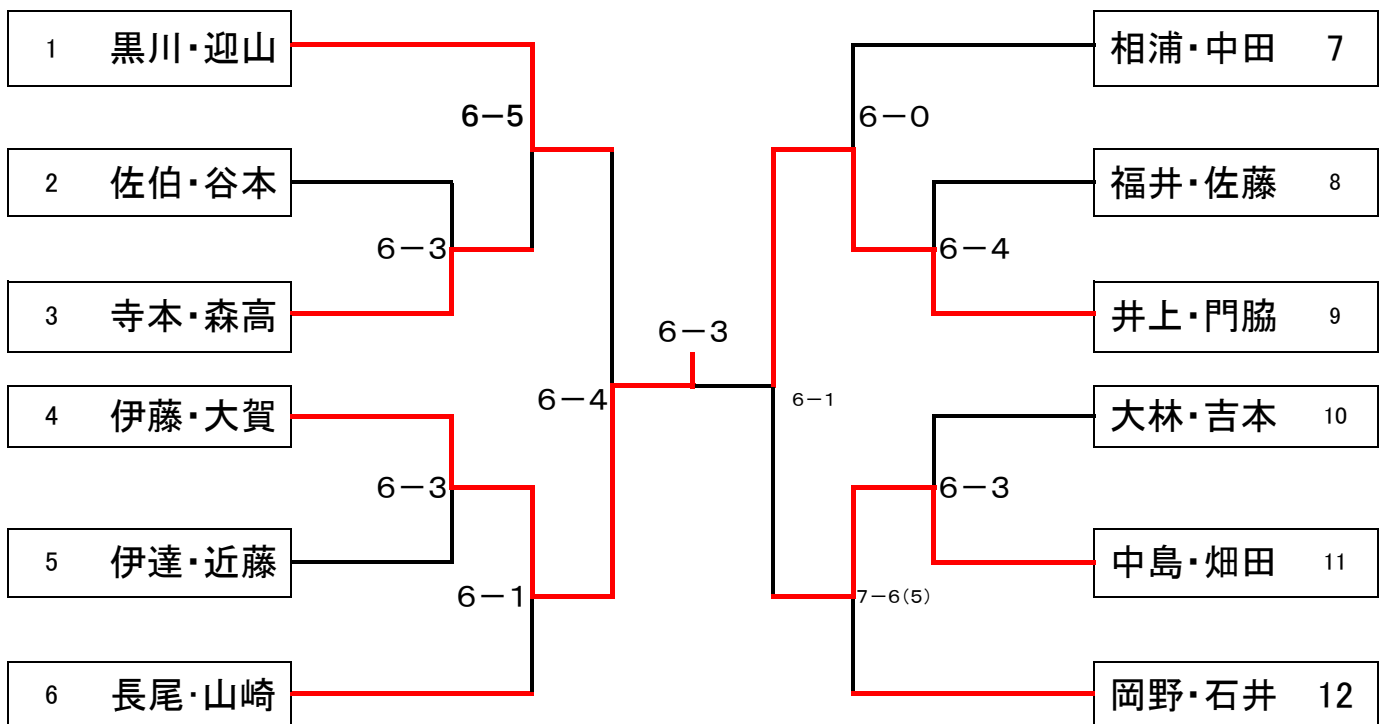 1 黒川・迎山
6-5
2 佐伯・谷本
6-3
3 寺本・森高
4 伊藤・大賀
6-3
5 伊達・近藤
6-1
6 長尾・山崎
6-4
6-3
相浦・中田 7
6-0
福井・佐藤 8
6-4
井上・門脇 9
6-1
大林・吉本 10
6-3
中島・畑田 11
7-6(5)
岡野・石井 12